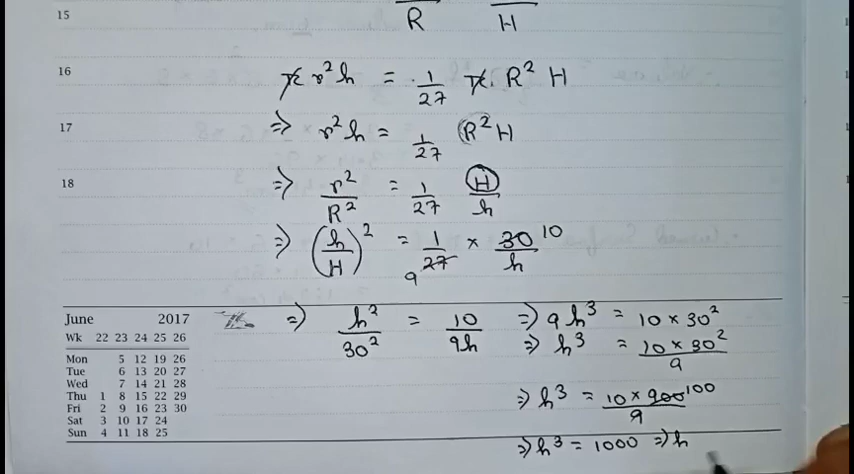 15 R H
16 π r² h = 1/27 π R² H
17 ⇒ r² h = 1/27 R² H
18 ⇒ r²/R² = 1/27 H/h
⇒ (h/H)² = 1/27 × 30/h 10
9
June 2017 ⇒ h²/30² = 10/9h ⇒ 9h³ = 10 × 30²
Wk 22 23 24 25 26 ⇒ h³ = 10 × 30²/9
Mon 5 12 19 26
Tue 6 13 20 27
Wed 7 14 21 28
Thu 1 8 15 22 29 ⇒ h³ = 10 × 900/9 100
Fri 2 9 16 23 30
Sat 3 10 17 24
Sun 4 11 18 25 ⇒ h³ = 1000 ⇒ h